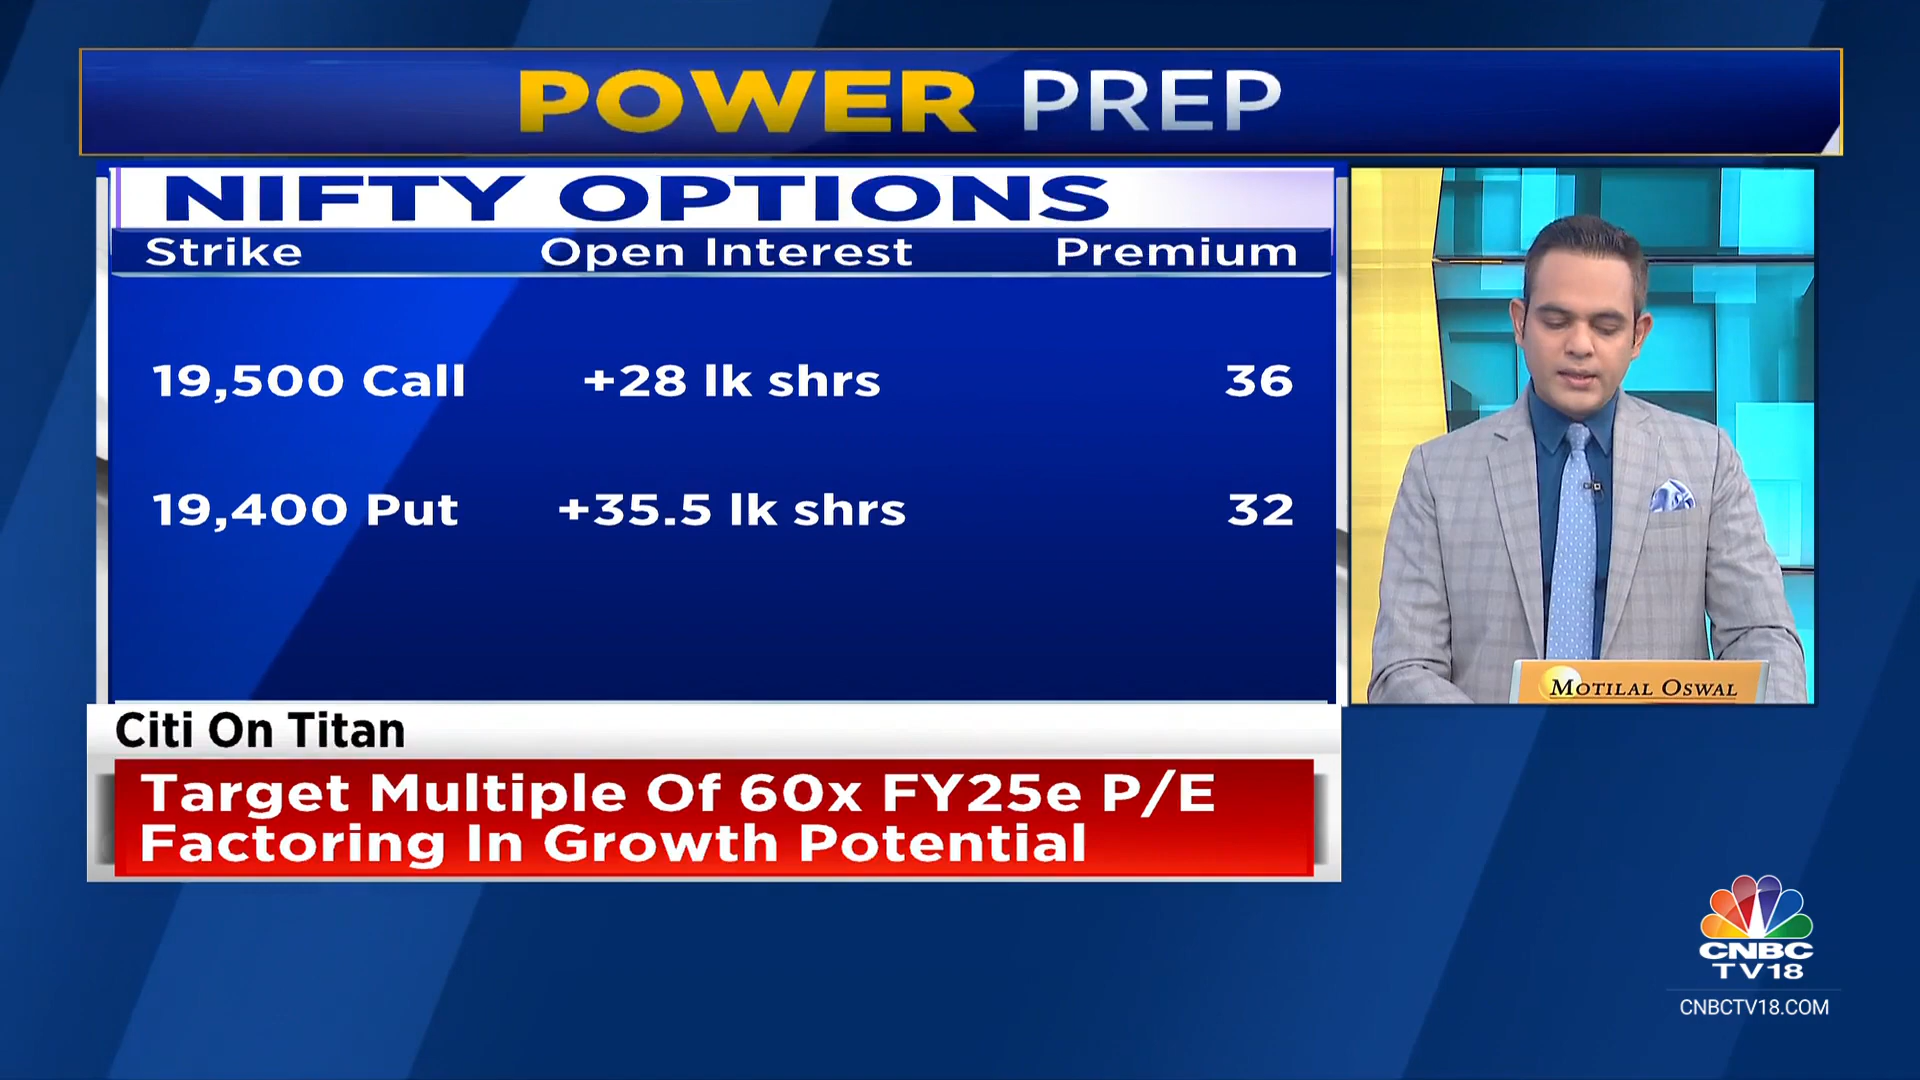 POWER PREP
NIFTY OPTIONS
Strike Open Interest Premium
19,500 Call +28 lk shrs 36
19,400 Put +35.5 lk shrs 32
MOTILAL OSWAL
Citi On Titan
Target Multiple Of 60x FY25e P/E
Factoring In Growth Potential
CNBC
TV18
CNBCTV18.COM